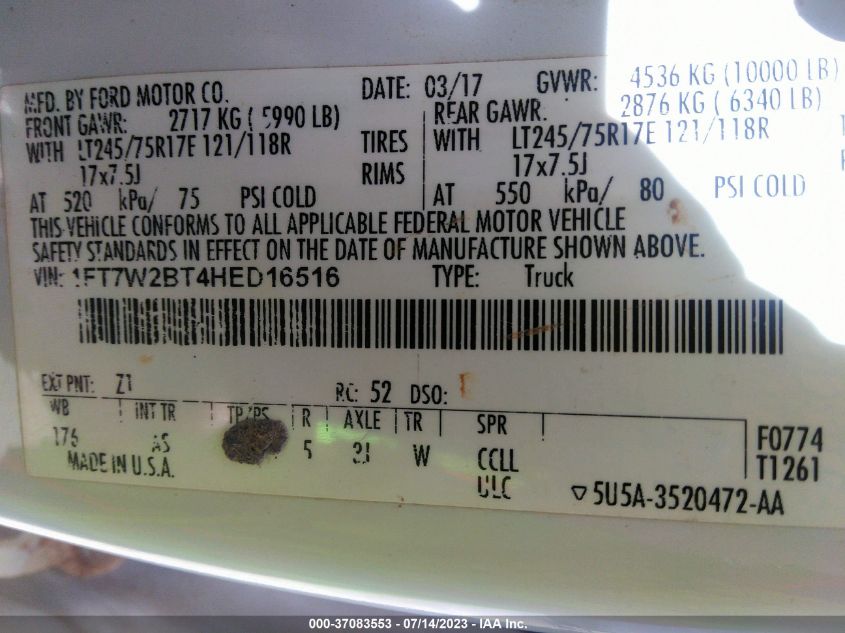 MFD. BY FORD MOTOR CO. DATE: 03/17 GVWR: 4536 KG (10000 LB)
FRONT GAWR: 2717 KG ( 5990 LB) REAR GAWR: 2876 KG ( 6340 LB)
WITH LT245/75R17E 121/118R TIRES WITH LT245/75R17E 121/118R
17x7.5J RIMS 17x7.5J
AT 520 kPa/ 75 PSI COLD AT 550 kPa/ 80 PSI COLD
THIS VEHICLE CONFORMS TO ALL APPLICABLE FEDERAL MOTOR VEHICLE
SAFETY STANDARDS IN EFFECT ON THE DATE OF MANUFACTURE SHOWN ABOVE.
VIN: 1FT7W2BT4HED16516 TYPE: Truck
EXT PNT: Z1 RC: 52 DSO:
WB INT TR TP/PS R AXLE TR SPR F0774
176 AS 5 31 W CCLL T1261
MADE IN U.S.A. ULC ▽5U5A-3520472-AA
000-37083553 / 07/14/2023 / IAA Inc.